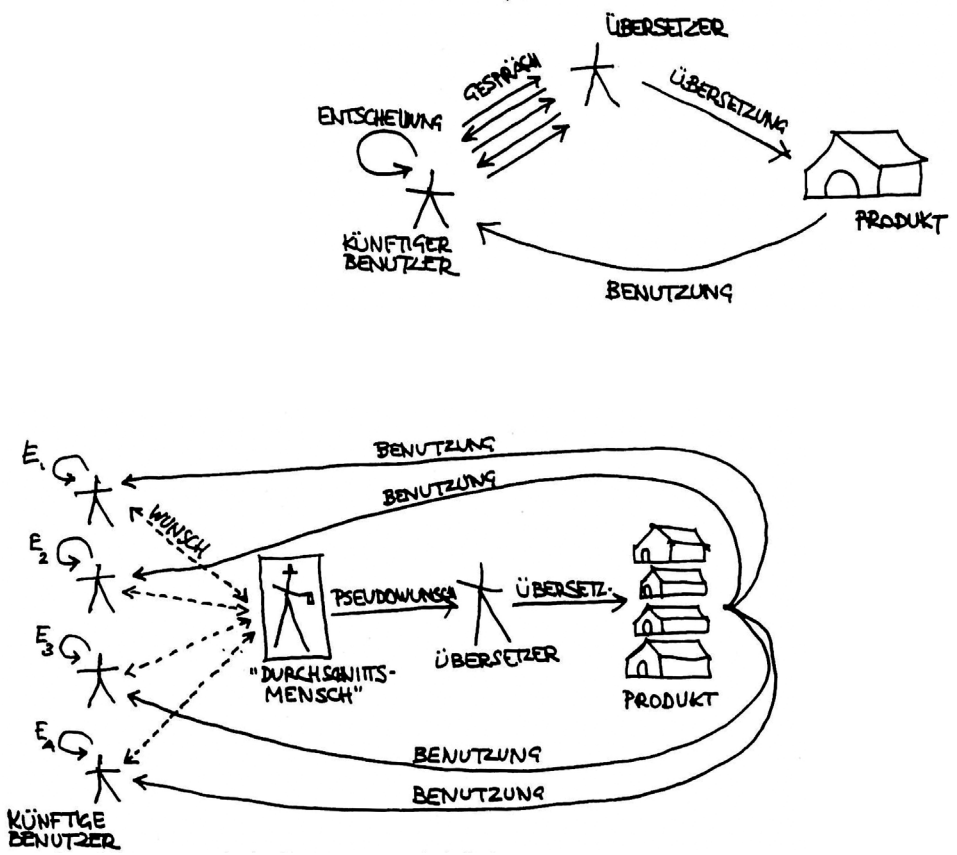 ÜBERSETZER
GESPRÄCH
ÜBERSETZUNG
ENTSCHEIDUNG
PRODUKT
KÜNFTIGER
BENUTZER
BENUTZUNG
BENUTZUNG
E1
BENUTZUNG
WUNSCH
E2
PSEUDOWUNSCH
ÜBERSETZ.
E3
ÜBERSETZER
"DURCHSCHNITTS-
MENSCH"
PRODUKT
E4
BENUTZUNG
BENUTZUNG
KÜNFTIGE
BENUTZER